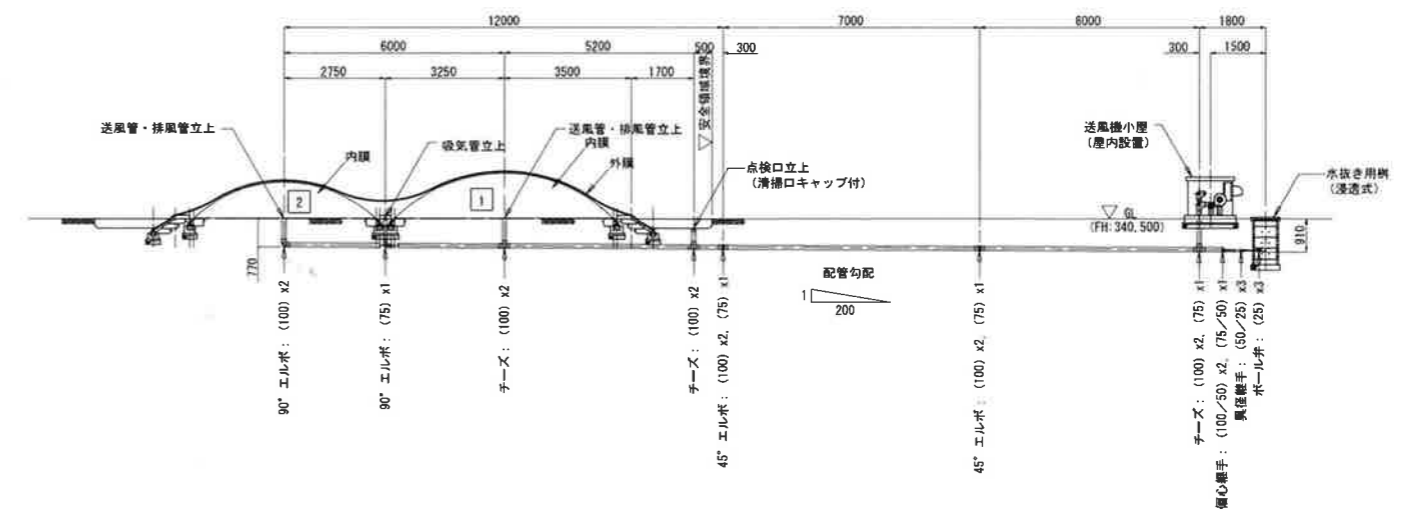 12000
7000
6000
1800
6000
5200
500
300
300
1500
2750
3250
3500
1700
安全領域境界
送風管・排風管立上
内膜
吸気管立上
送風管・排風管立上
内膜
外膜
点検口立上
(清掃口キャップ付)
送風機小屋
(屋内設置)
水抜き用桝
(浸透式)
2
1
GL
(FH:340,500)
770
910
配管勾配
1
200
90° エルボ: (100) x2
90° エルボ: (75) x1
チーズ: (100) x2
チーズ: (100) x2
45° エルボ: (100) x2, (75) x1
45° エルボ: (100) x2, (75) x1
チーズ: (100) x2, (75) x1
偏心継手: (100/50) x2, (75/50) x1
異径継手: (50/25) x3
ボール弁: (25) x3